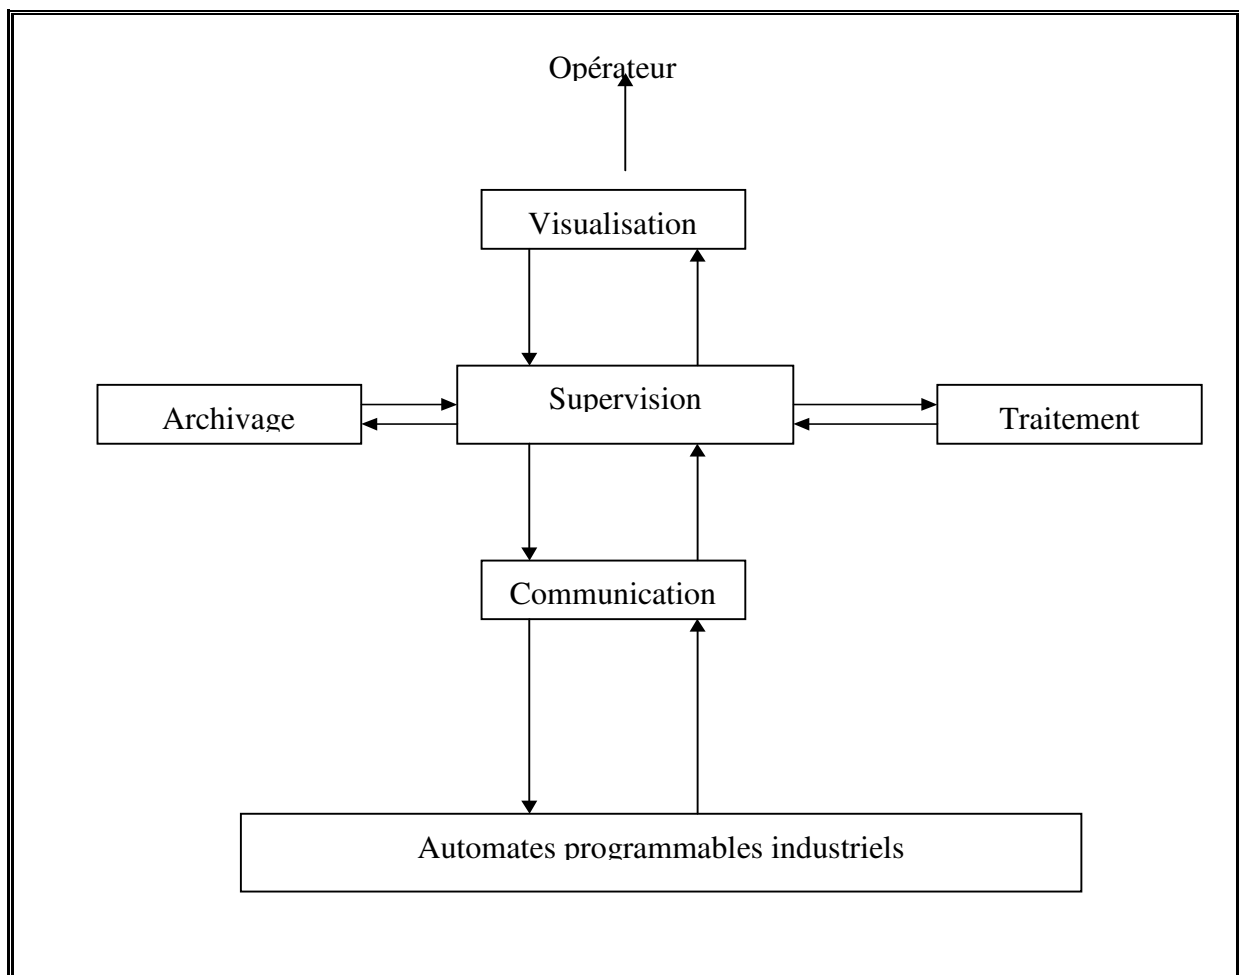 Opérateur
Visualisation
Supervision
Archivage
Traitement
Communication
Automates programmables industriels